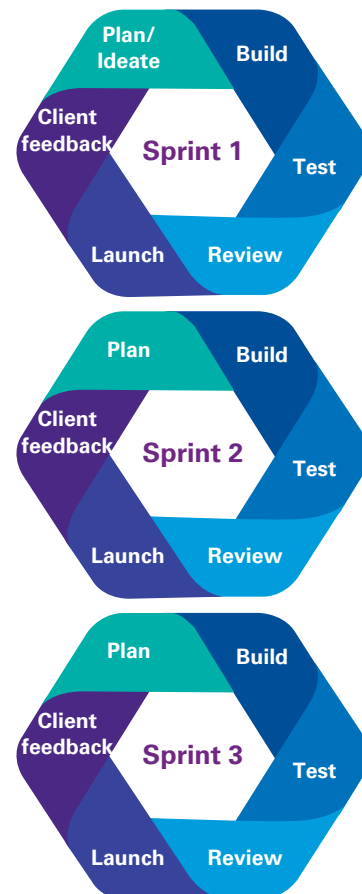 Plan/
Ideate
Build
Client
feedback
Sprint 1
Test
Launch
Review
Plan
Build
Client
feedback
Sprint 2
Test
Launch
Review
Plan
Build
Client
feedback
Sprint 3
Test
Launch
Review